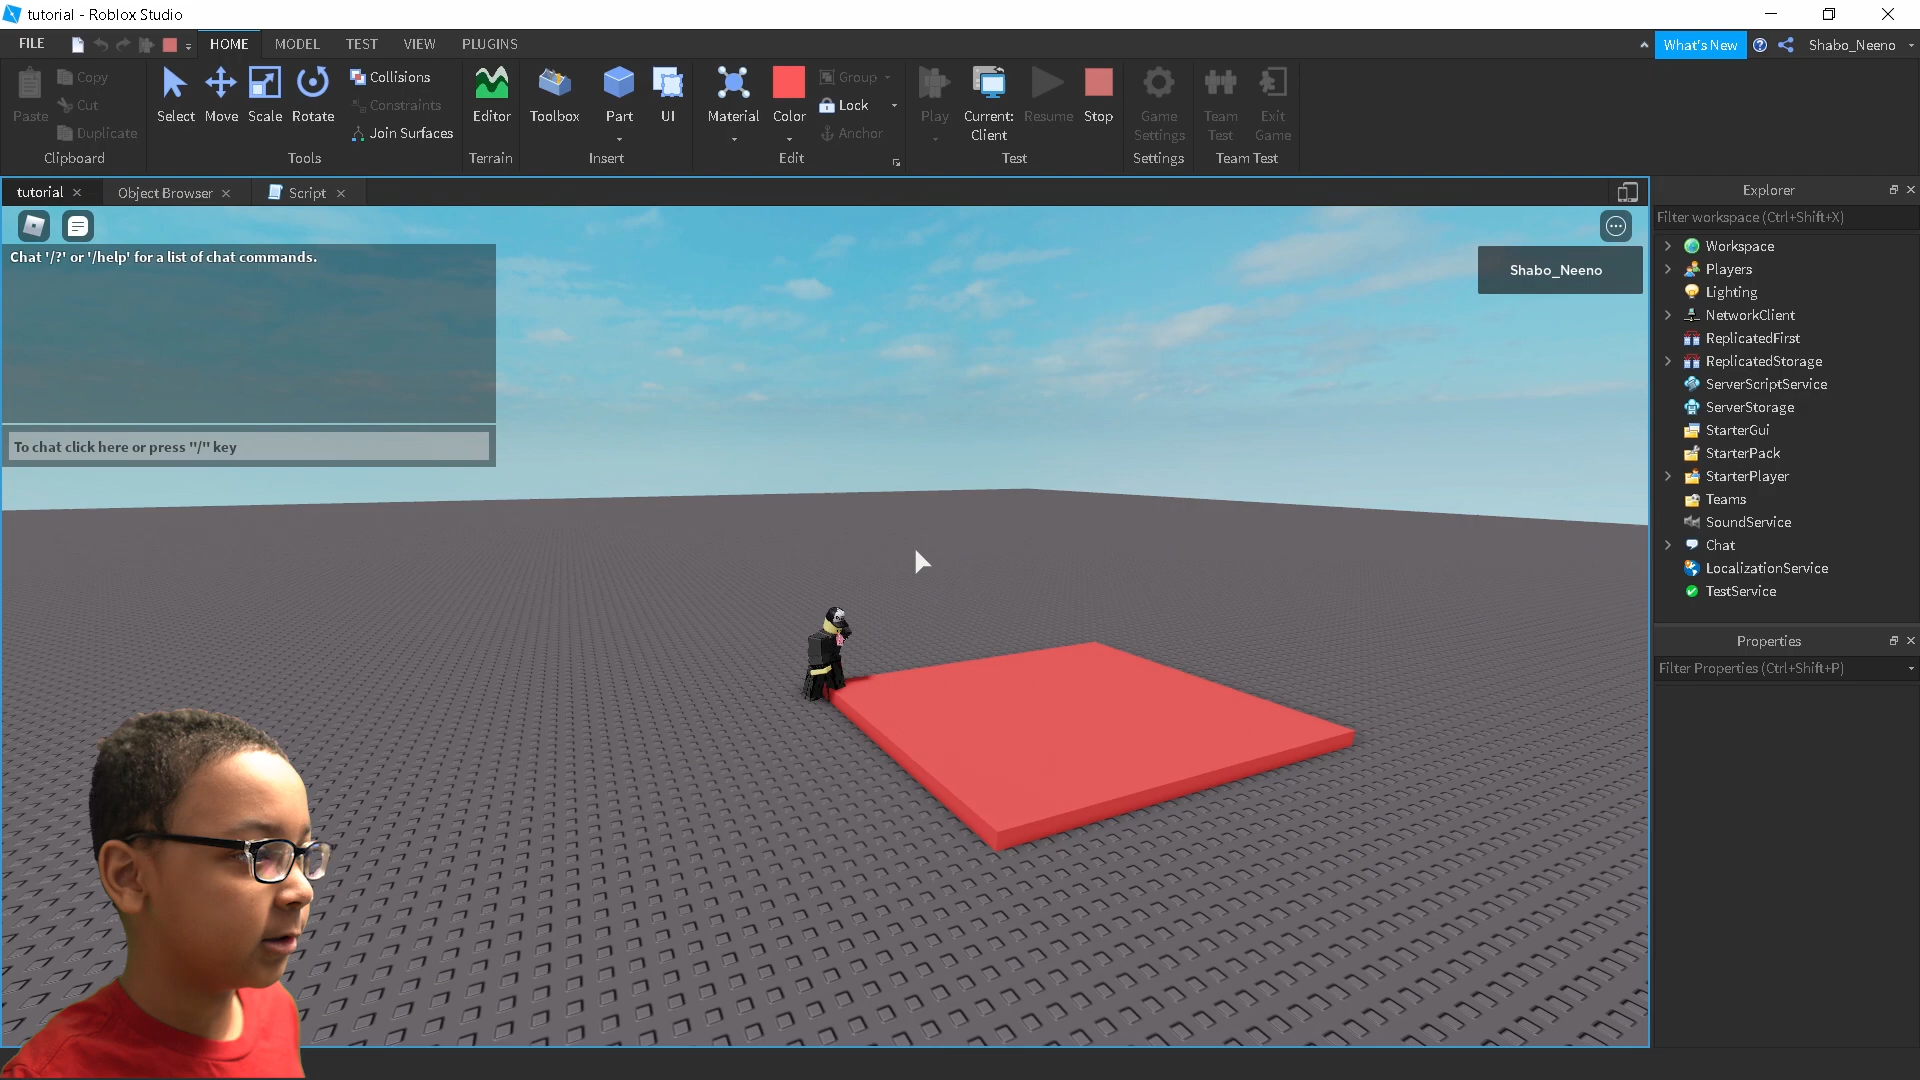 tutorial - Roblox Studio
FILE HOME MODEL TEST VIEW PLUGINS What's New Shabo_Neeno
Paste Copy Cut Duplicate Clipboard
Select Move Scale Rotate Collisions Constraints Join Surfaces Tools
Editor Terrain
Toolbox Part UI Insert
Material Color Group Lock Anchor Edit
Play Current: Client Resume Stop Test
Game Settings Settings
Team Test Exit Game Team Test
tutorial Object Browser Script
Chat '/?' or '/help' for a list of chat commands.
To chat click here or press "/" key
Shabo_Neeno
Explorer
Filter workspace (Ctrl+Shift+X)
Workspace
Players
Lighting
NetworkClient
ReplicatedFirst
ReplicatedStorage
ServerScriptService
ServerStorage
StarterGui
StarterPack
StarterPlayer
Teams
SoundService
Chat
LocalizationService
TestService
Properties
Filter Properties (Ctrl+Shift+P)